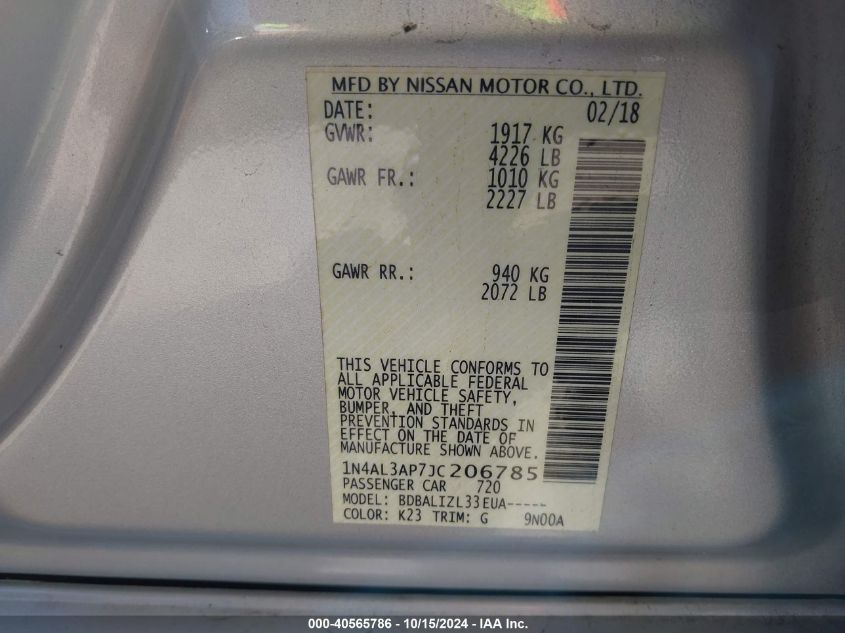 MFD BY NISSAN MOTOR CO., LTD.
DATE: 02/18
GVWR: 1917 KG
4226 LB
GAWR FR.: 1010 KG
2227 LB
GAWR RR.: 940 KG
2072 LB
THIS VEHICLE CONFORMS TO
ALL APPLICABLE FEDERAL
MOTOR VEHICLE SAFETY,
BUMPER, AND THEFT
PREVENTION STANDARDS IN
EFFECT ON THE DATE OF
MANUFACTURE SHOWN ABOVE.
1N4AL3AP7JC206785
PASSENGER CAR 720
MODEL: BDBALIZL33EUA-----
COLOR: K23 TRIM: G 9N00A
000-40565786 - 10/15/2024 - IAA Inc.